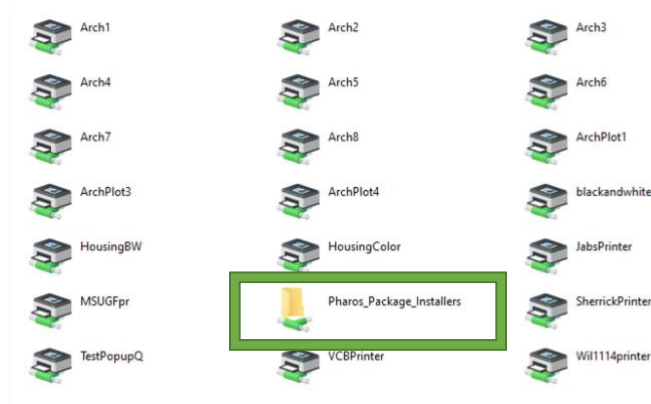 Arch1 Arch2 Arch3
Arch4 Arch5 Arch6
Arch7 Arch8 ArchPlot1
ArchPlot3 ArchPlot4 blackandwhite
HousingBW HousingColor JabsPrinter
MSUGFpr Pharos_Package_Installers SherrickPrinter
TestPopupQ VCBPrinter Wil1114printer